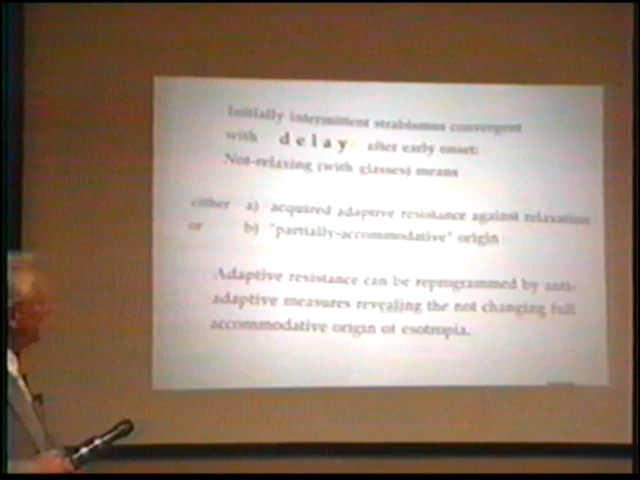 Initially intermittent strabismus convergent
with delay after early onset:
Not-relaxing (with glasses) means
either a) acquired adaptive resistance against relaxation
or b) "partially-accommodative" origin
Adaptive resistance can be reprogrammed by anti-
adaptive measures revealing the not changing full
accommodative origin of esotropia.